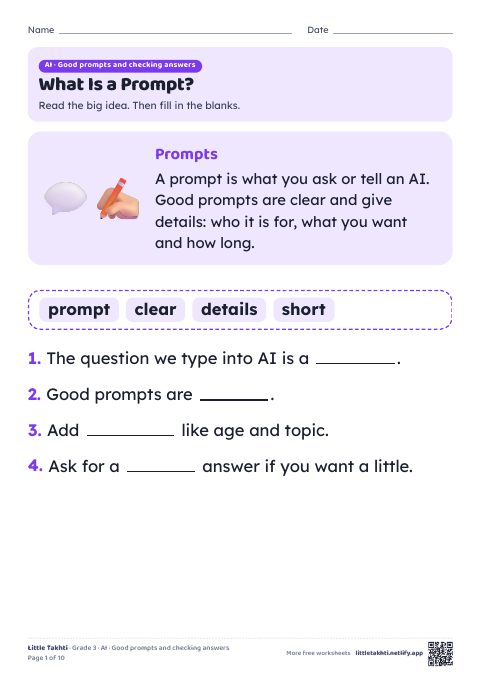 Name Date
AI · Good prompts and checking answers
What Is a Prompt?
Read the big idea. Then fill in the blanks.
Prompts
A prompt is what you ask or tell an AI.
Good prompts are clear and give
details: who it is for, what you want
and how long.
prompt clear details short
1. The question we type into AI is a ________.
2. Good prompts are ________.
3. Add ________ like age and topic.
4. Ask for a ________ answer if you want a little.
Little Takhti · Grade 3 · AI · Good prompts and checking answers
Page 1 of 10
More free worksheets · littletakhti.netlify.app